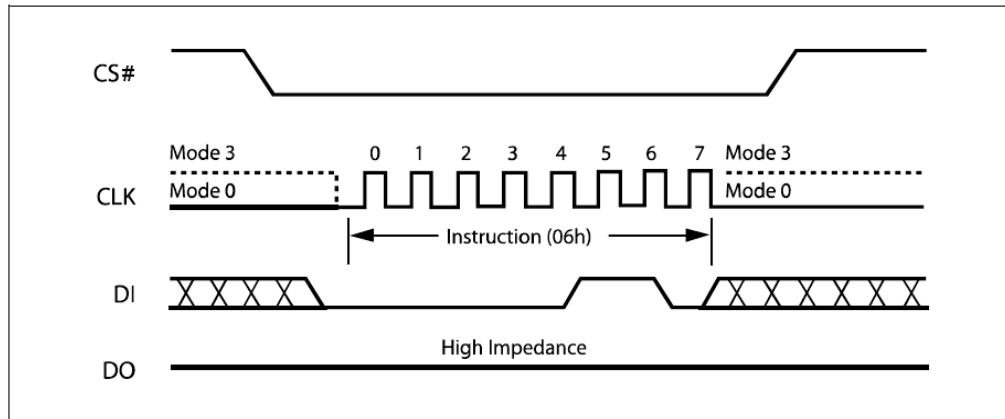 CS#
Mode 3 0 1 2 3 4 5 6 7 Mode 3
CLK Mode 0 Mode 0
Instruction (06h)
DI
High Impedance
DO